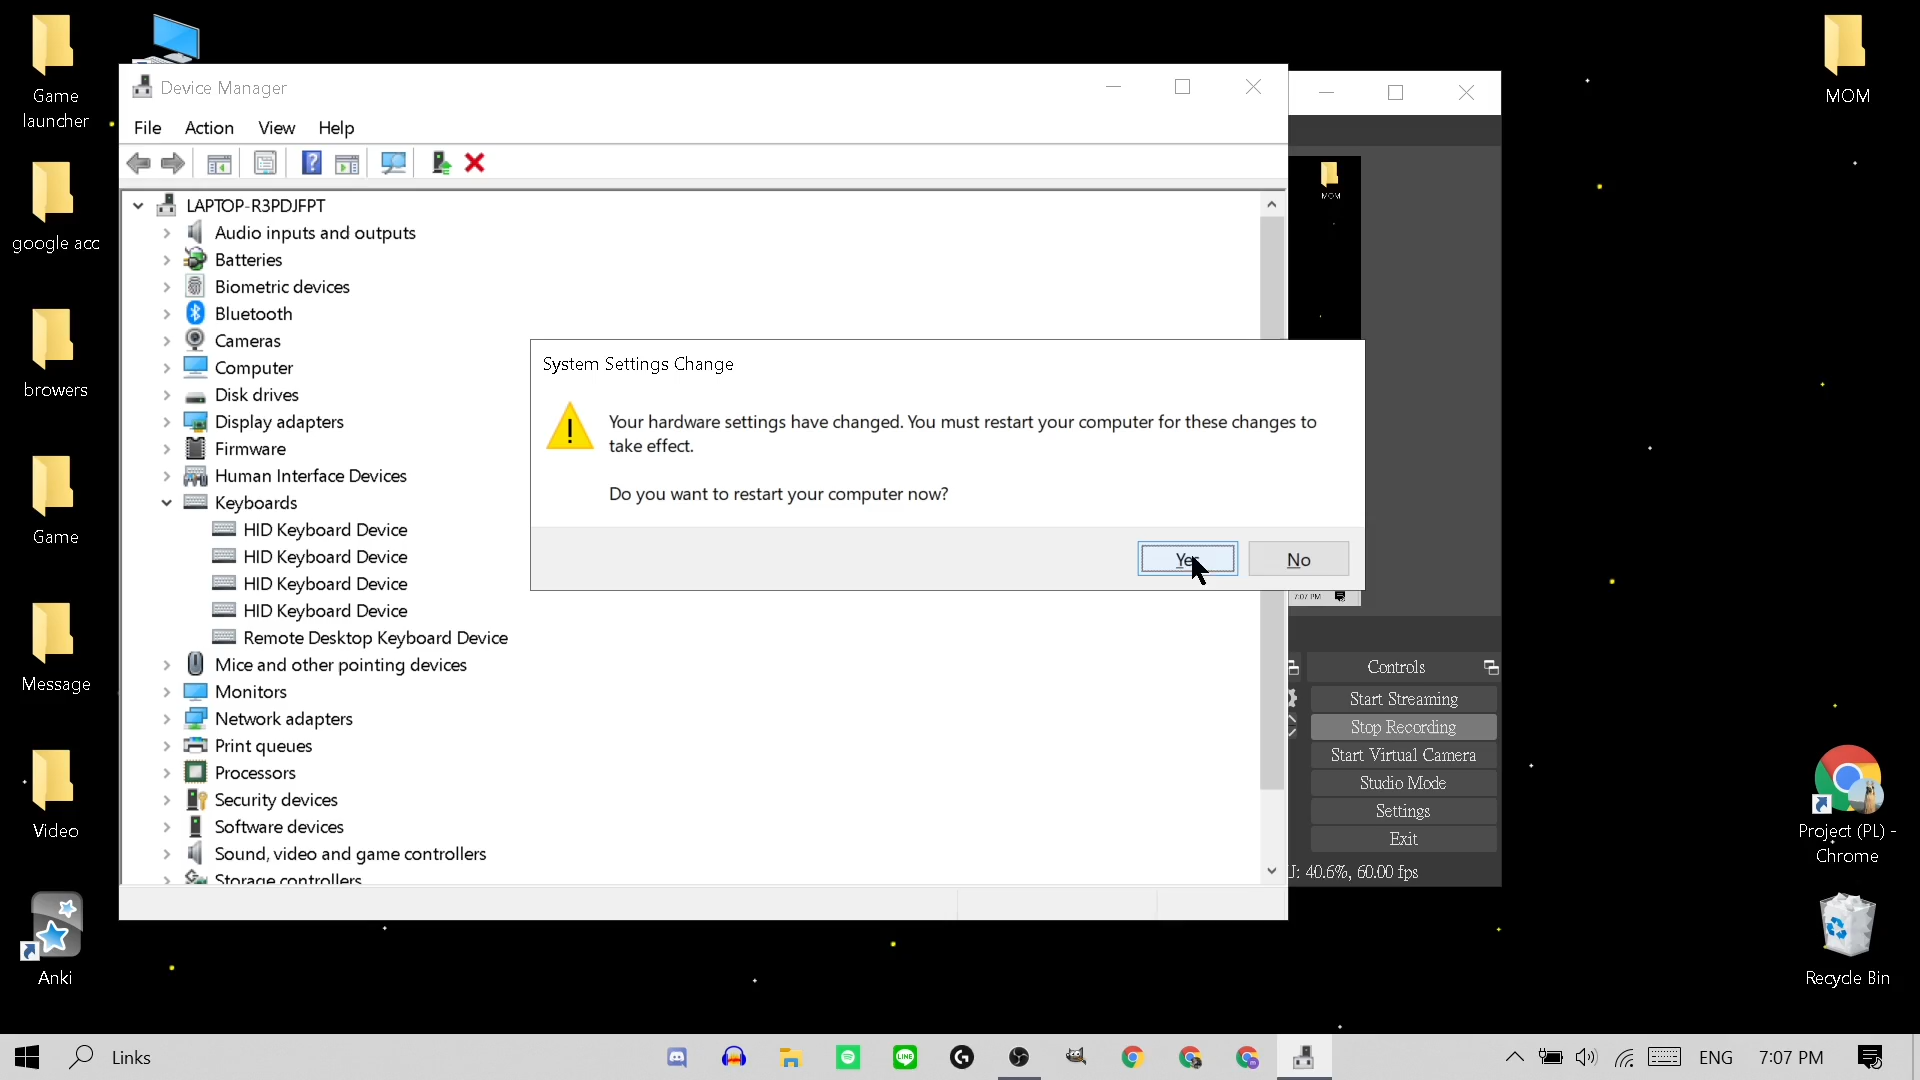 Game
launcher
google acc
browers
Game
Message
Video
Anki
Device Manager
File Action View Help
LAPTOP-R3PDJFPT
Audio inputs and outputs
Batteries
Biometric devices
Bluetooth
Cameras
Computer
Disk drives
Display adapters
Firmware
Human Interface Devices
Keyboards
HID Keyboard Device
HID Keyboard Device
HID Keyboard Device
HID Keyboard Device
Remote Desktop Keyboard Device
Mice and other pointing devices
Monitors
Network adapters
Print queues
Processors
Security devices
Software devices
Sound, video and game controllers
Storage controllers
System Settings Change
Your hardware settings have changed. You must restart your computer for these changes to
take effect.
Do you want to restart your computer now?
Yes No
MOM
7:07 PM
Controls
Start Streaming
Stop Recording
Start Virtual Camera
Studio Mode
Settings
Exit
U: 40.6%, 60.00 fps
MOM
Project (PL) -
Chrome
Recycle Bin
Links
LINE
ENG 7:07 PM